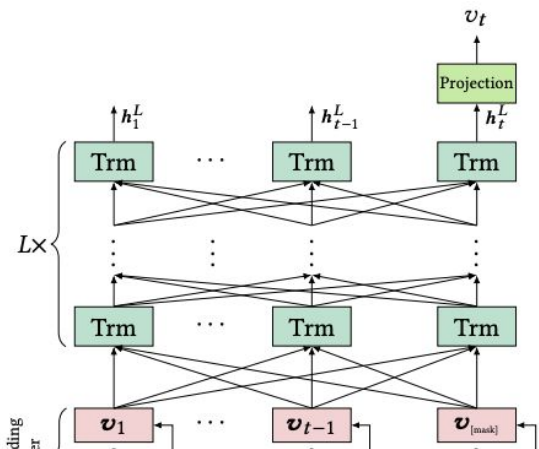 v_t
Projection
h_1^L h_{t−1}^L h_t^L
Trm ··· Trm Trm
L×
Trm ··· Trm Trm
v_1 ··· v_{t−1} v_{[mask]}